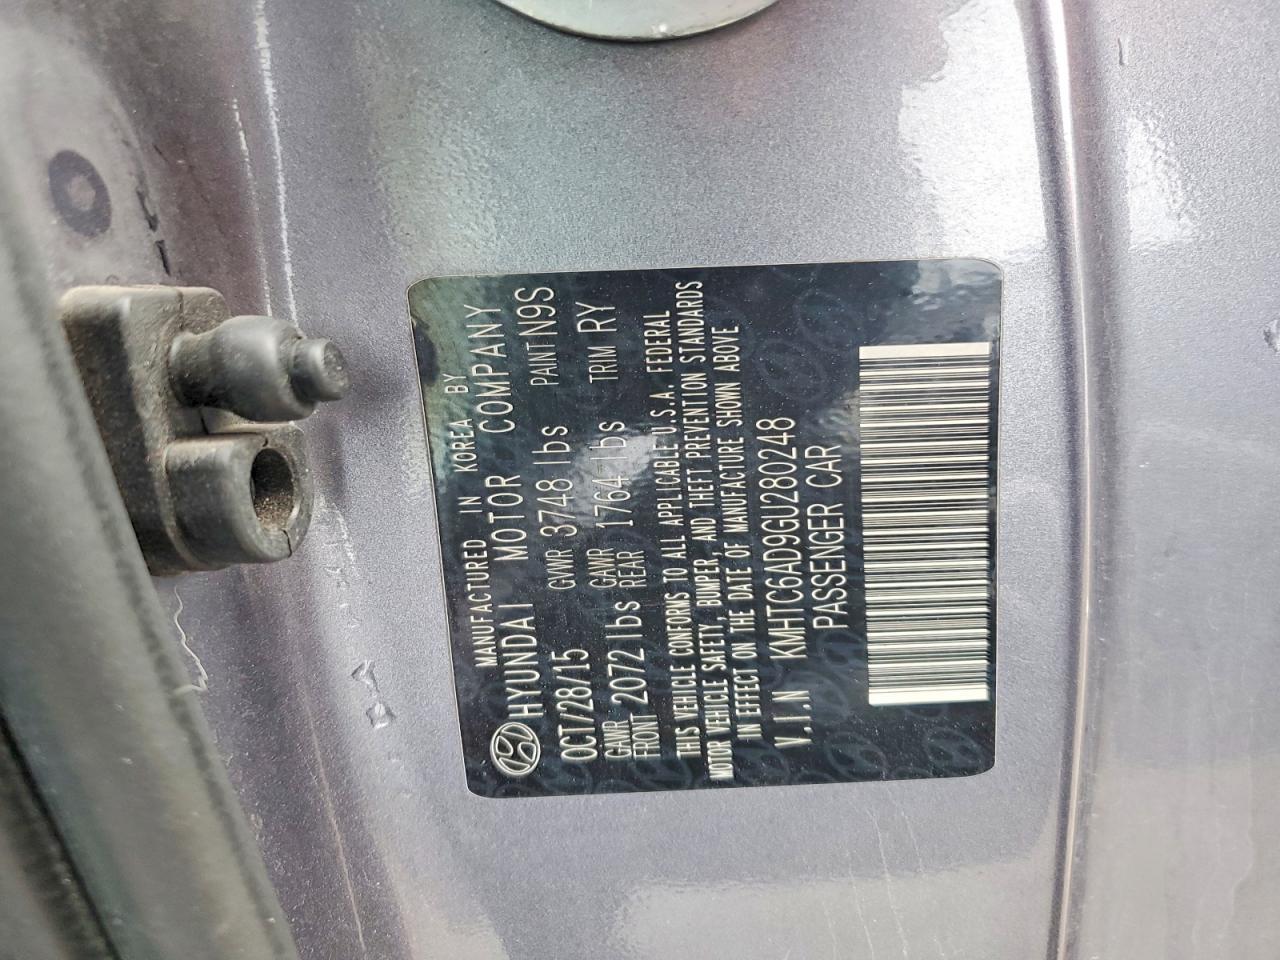 MANUFACTURED IN KOREA BY
HYUNDAI MOTOR COMPANY
OCT/28/15 GVWR 3748 lbs PAINT N9S
GAWR FRONT 2072 lbs GAWR REAR 1764 lbs TRIM RY
THIS VEHICLE CONFORMS TO ALL APPLICABLE U.S.A. FEDERAL
MOTOR VEHICLE SAFETY, BUMPER, AND THEFT PREVENTION STANDARDS
IN EFFECT ON THE DATE OF MANUFACTURE SHOWN ABOVE
V.I.N KMHTC6AD9GU280248
PASSENGER CAR